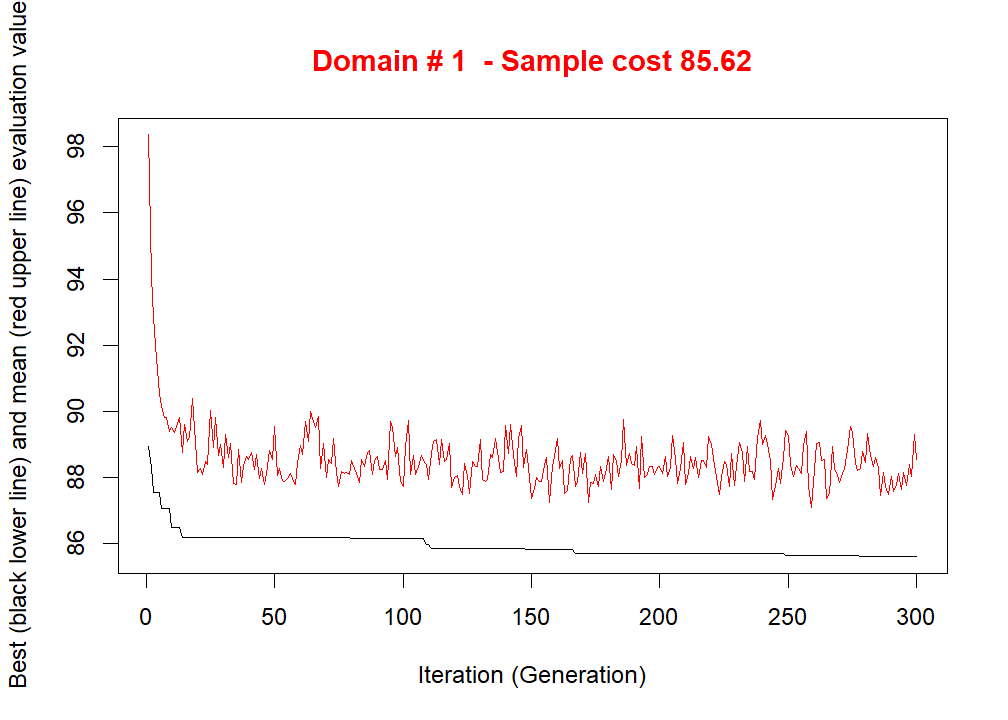 Domain # 1  - Sample cost 85.62
Best (black lower line) and mean (red upper line) evaluation value
98
96
94
92
90
88
86
0 50 100 150 200 250 300
Iteration (Generation)